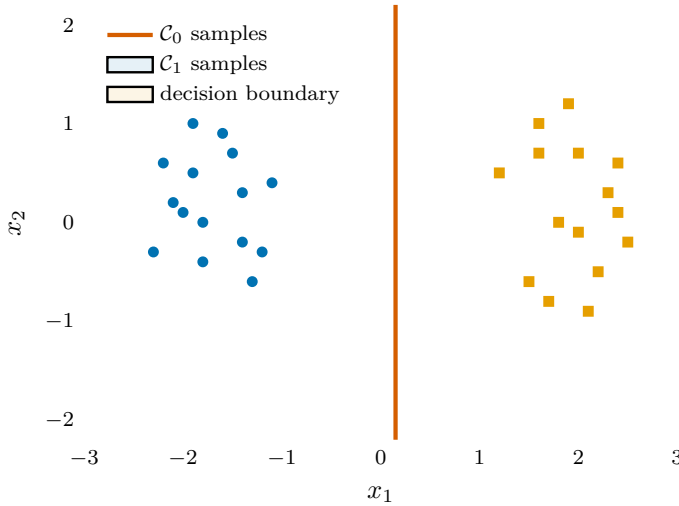 2
1
0
−1
−2
x₂
𝒞₀ samples
𝒞₁ samples
decision boundary
−3 −2 −1 0 1 2 3
x₁